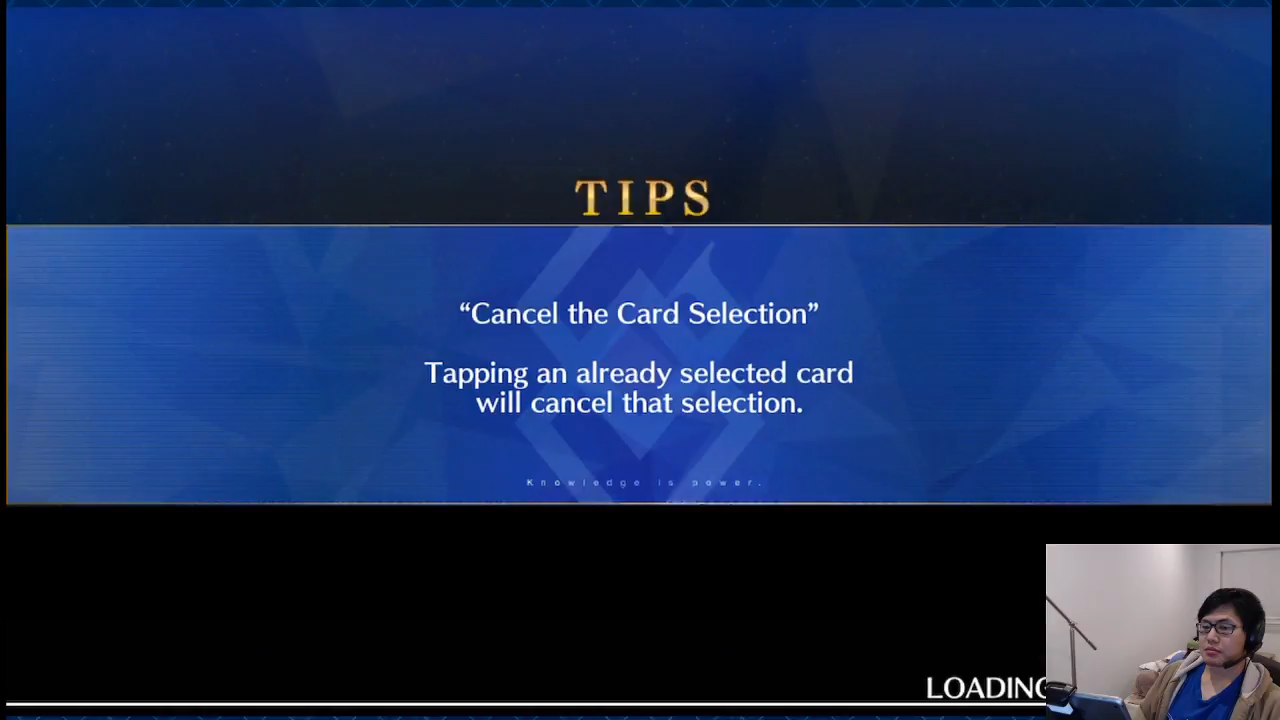 TIPS
“Cancel the Card Selection”
Tapping an already selected card
will cancel that selection.
Knowledge is power.
LOADING